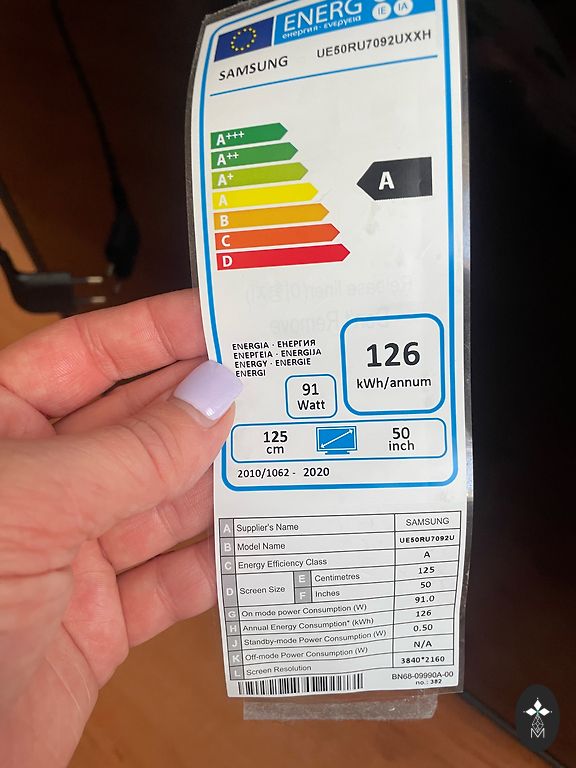 ENERG
енергия · ενεργεια
IE IA
SAMSUNG UE50RU7092UXXH
A+++
A++
A+
A
B
C
D
A
ENERGIA · ЕНЕРГИЯ
ΕΝΕΡΓΕΙΑ · ENERGIJA
ENERGY · ENERGIE
ENERGI
126
kWh/annum
91
Watt
125
cm
50
inch
2010/1062 - 2020
A Supplier's Name SAMSUNG
B Model Name UE50RU7092U
C Energy Efficiency Class A
D Screen Size E Centimetres 125
F Inches 50
G On mode power Consumption (W) 91.0
H Annual Energy Consumption* (kWh) 126
J Standby-mode Power Consumption (W) 0.50
K Off-mode Power Consumption (W) N/A
L Screen Resolution 3840*2160
BN68-09990A-00
no.: 382
M